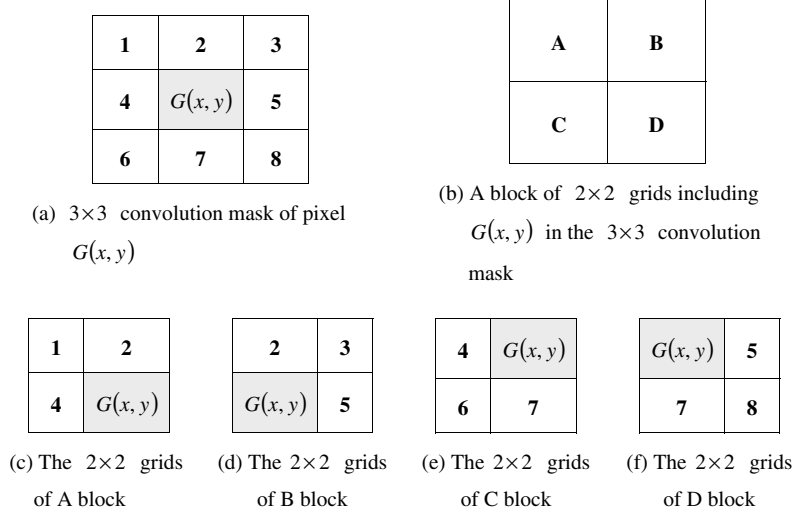 1 2 3
4 G(x, y) 5
6 7 8
(a) 3×3 convolution mask of pixel
G(x, y)
A B
C D
(b) A block of 2×2 grids including
G(x, y) in the 3×3 convolution
mask
1 2
4 G(x, y)
(c) The 2×2 grids
of A block
2 3
G(x, y) 5
(d) The 2×2 grids
of B block
4 G(x, y)
6 7
(e) The 2×2 grids
of C block
G(x, y) 5
7 8
(f) The 2×2 grids
of D block